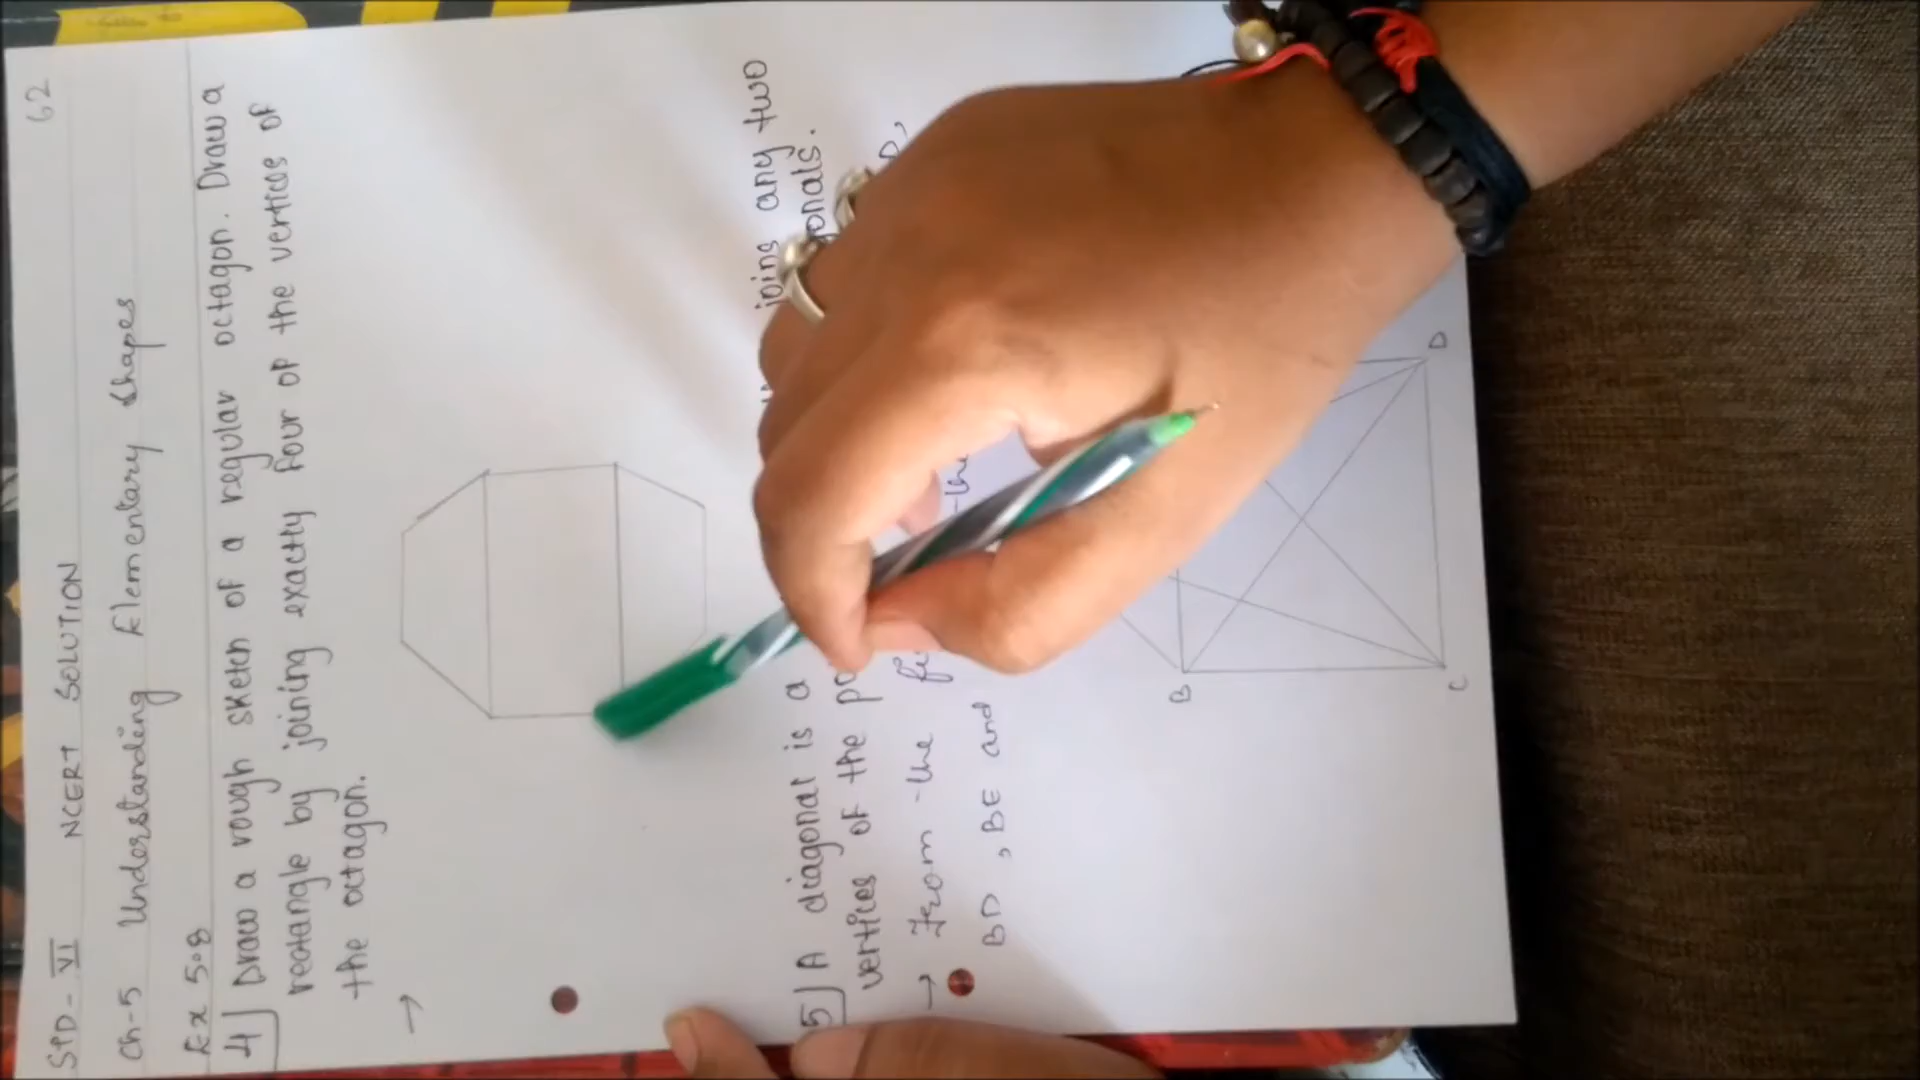 62
STD - VI NCERT SOLUTION
Ch-5 Understanding Elementary Shapes
Ex 5.8
4] Draw a rough sketch of a regular octagon. Draw a
rectangle by joining exactly four of the vertices of
the octagon.
→
5] A diagonal is a joins any two
vertices of the onals.
→ From the the D,
BD, BE and
B
C
D